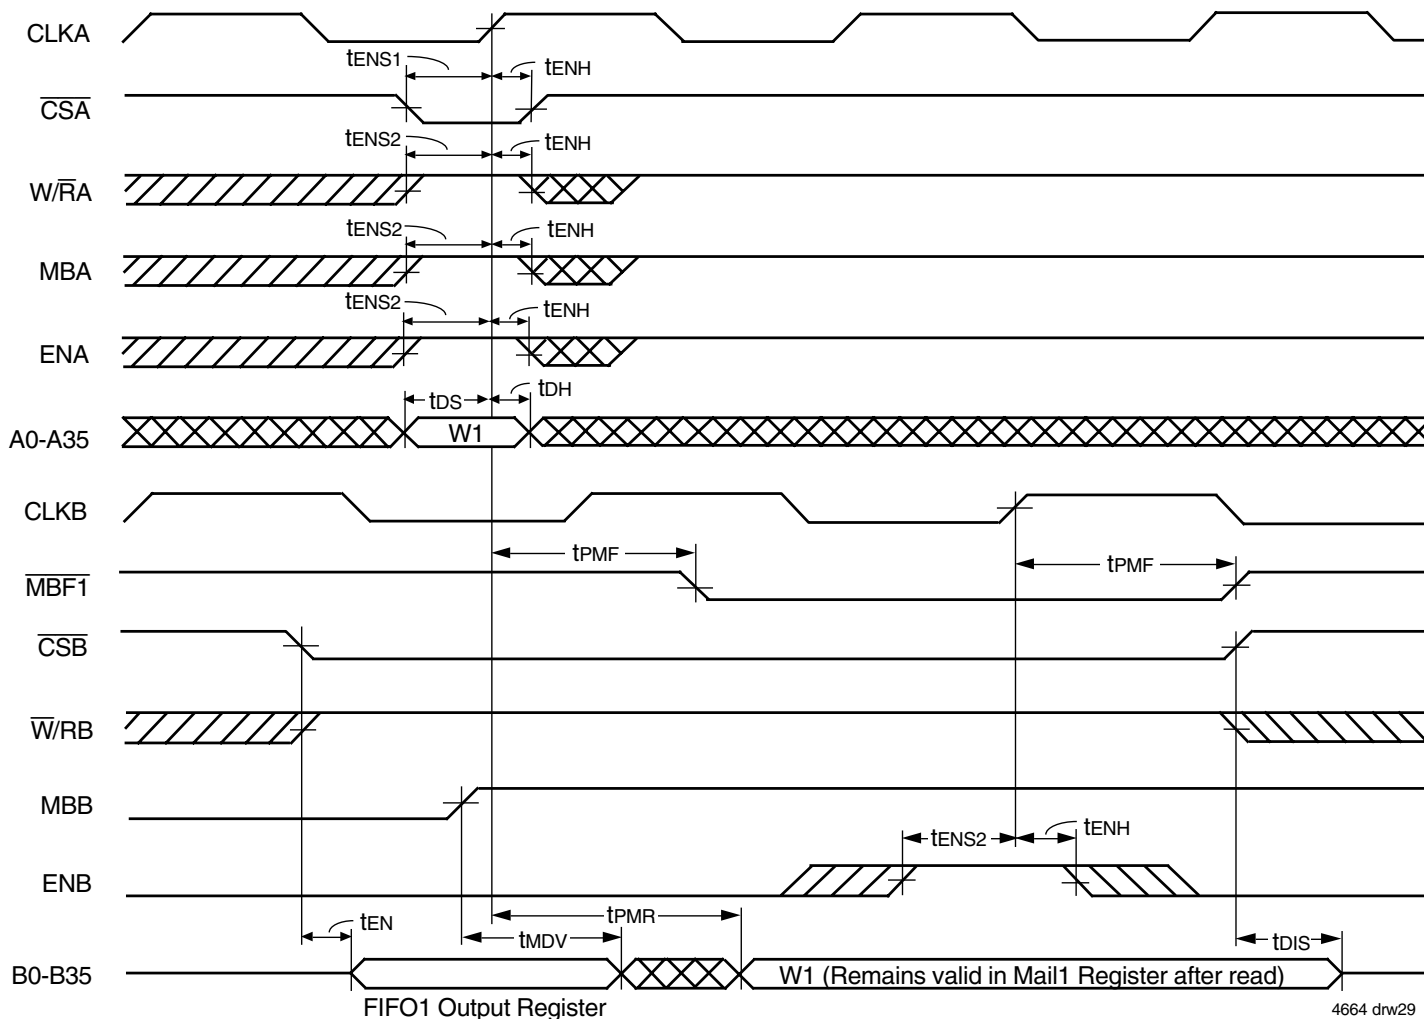 CLKA
tENS1
tENH
CSA
tENS2
tENH
W/RA
tENS2
tENH
MBA
tENS2
tENH
ENA
tDS
tDH
A0-A35
W1
CLKB
tPMF
tPMF
MBF1
CSB
W/RB
MBB
tENS2
tENH
ENB
tEN
tPMR
tMDV
tDIS
B0-B35
W1 (Remains valid in Mail1 Register after read)
FIFO1 Output Register
4664 drw29